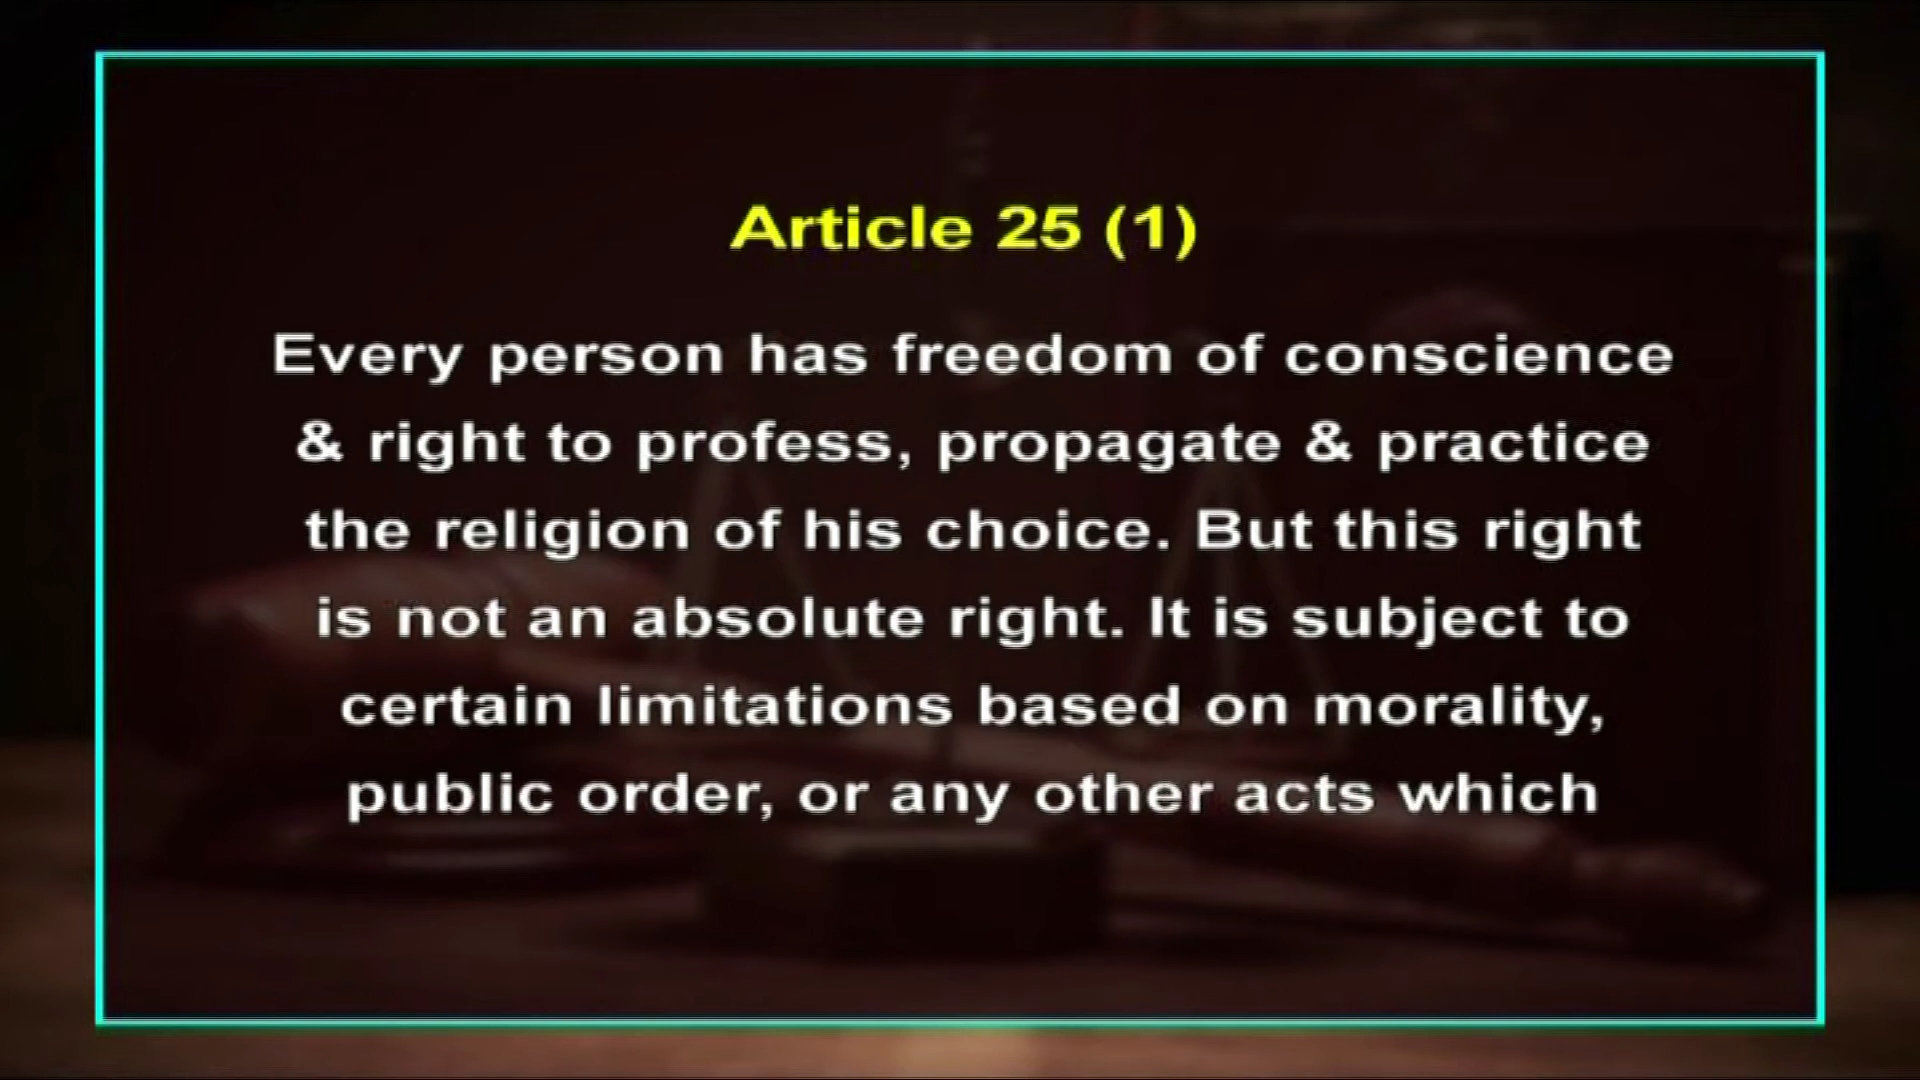 Article 25 (1)
Every person has freedom of conscience
& right to profess, propagate & practice
the religion of his choice. But this right
is not an absolute right. It is subject to
certain limitations based on morality,
public order, or any other acts which